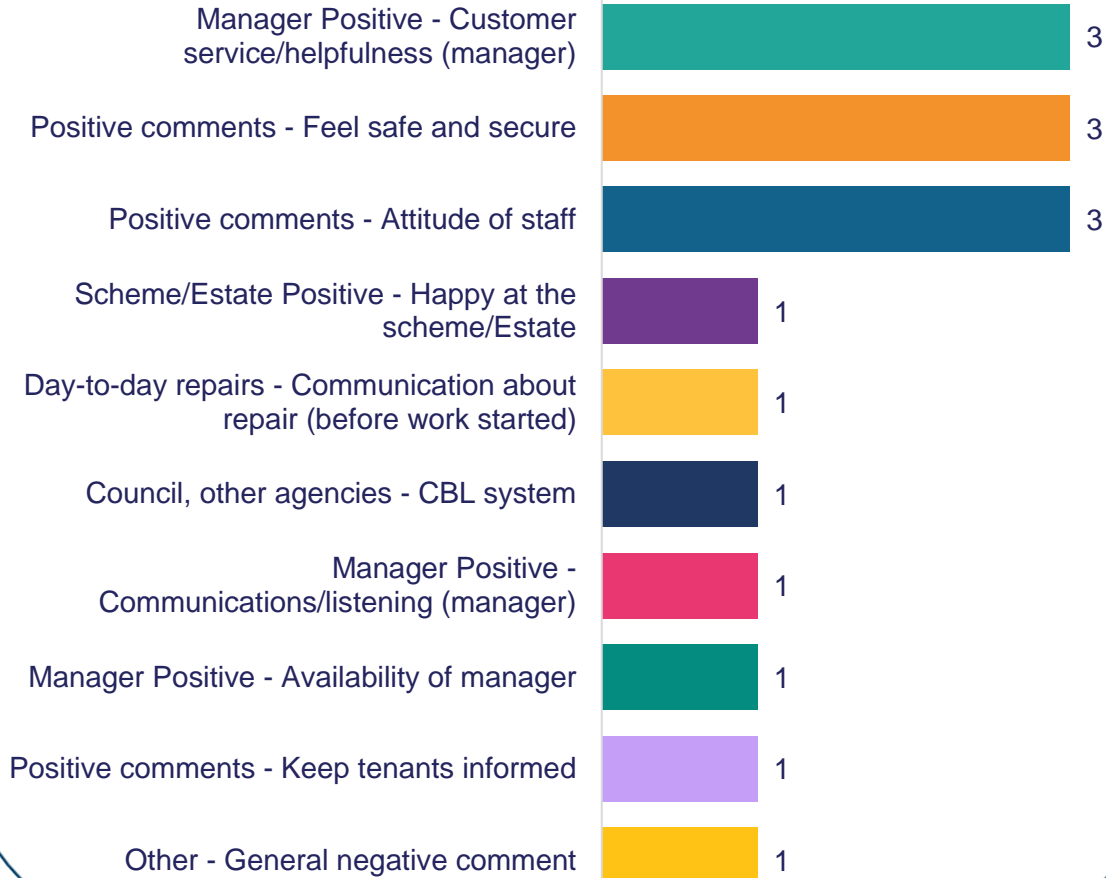 Manager Positive - Customer
service/helpfulness (manager)
3
Positive comments - Feel safe and secure
3
Positive comments - Attitude of staff
3
Scheme/Estate Positive - Happy at the
scheme/Estate
1
Day-to-day repairs - Communication about
repair (before work started)
1
Council, other agencies - CBL system
1
Manager Positive -
Communications/listening (manager)
1
Manager Positive - Availability of manager
1
Positive comments - Keep tenants informed
1
Other - General negative comment
1